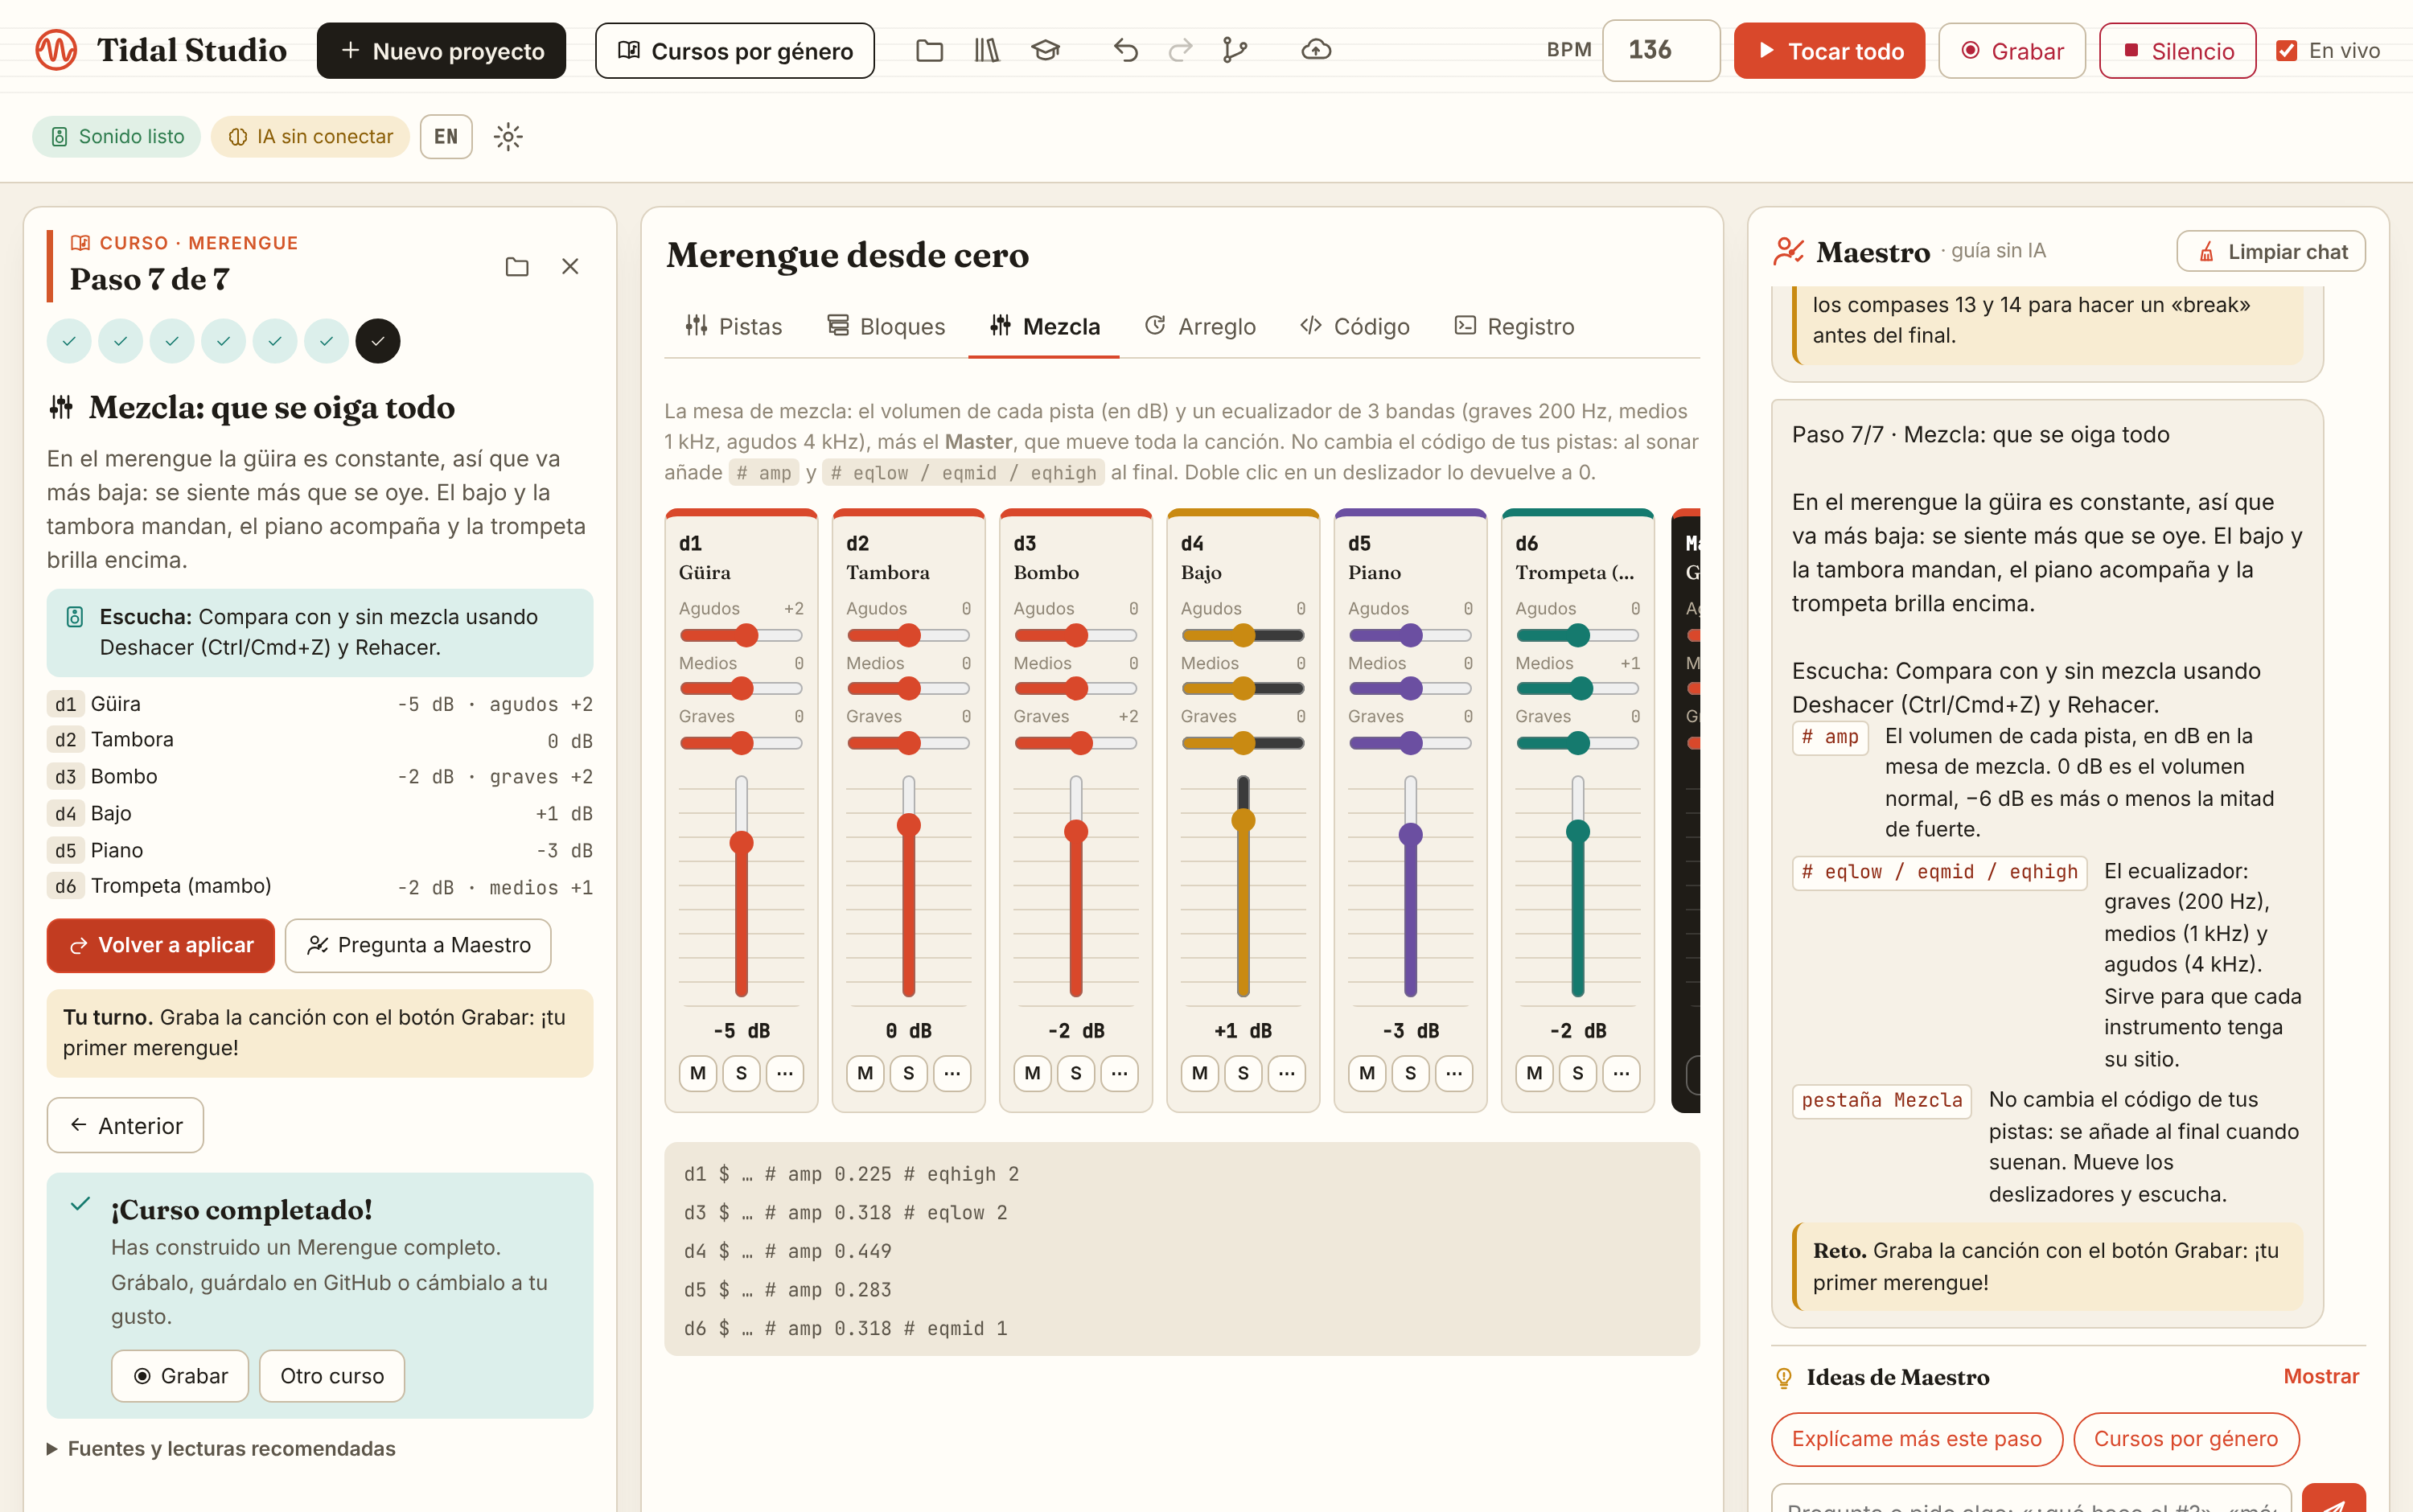 Tidal Studio
Nuevo proyecto
Cursos por género
BPM
136
Tocar todo
Grabar
Silencio
En vivo
Sonido listo
IA sin conectar
EN
CURSO · MERENGUE
Paso 7 de 7
Mezcla: que se oiga todo
En el merengue la güira es constante, así que va
más baja: se siente más que se oye. El bajo y la
tambora mandan, el piano acompaña y la trompeta
brilla encima.
Escucha: Compara con y sin mezcla usando
Deshacer (Ctrl/Cmd+Z) y Rehacer.
d1 Güira -5 dB · agudos +2
d2 Tambora 0 dB
d3 Bombo -2 dB · graves +2
d4 Bajo +1 dB
d5 Piano -3 dB
d6 Trompeta (mambo) -2 dB · medios +1
Volver a aplicar
Pregunta a Maestro
Tu turno. Graba la canción con el botón Grabar: ¡tu
primer merengue!
Anterior
¡Curso completado!
Has construido un Merengue completo.
Grábalo, guárdalo en GitHub o cámbialo a tu
gusto.
Grabar
Otro curso
Fuentes y lecturas recomendadas
Merengue desde cero
Pistas
Bloques
Mezcla
Arreglo
Código
Registro
La mesa de mezcla: el volumen de cada pista (en dB) y un ecualizador de 3 bandas (graves 200 Hz, medios
1 kHz, agudos 4 kHz), más el Master, que mueve toda la canción. No cambia el código de tus pistas: al sonar
añade # amp y # eqlow / eqmid / eqhigh al final. Doble clic en un deslizador lo devuelve a 0.
d1
Güira
Agudos +2
Medios 0
Graves 0
-5 dB
M S ···
d2
Tambora
Agudos 0
Medios 0
Graves 0
0 dB
M S ···
d3
Bombo
Agudos 0
Medios 0
Graves +2
-2 dB
M S ···
d4
Bajo
Agudos 0
Medios 0
Graves 0
+1 dB
M S ···
d5
Piano
Agudos 0
Medios 0
Graves 0
-3 dB
M S ···
d6
Trompeta (...
Agudos 0
Medios +1
Graves 0
-2 dB
M S ···
d1 $ … # amp 0.225 # eqhigh 2
d3 $ … # amp 0.318 # eqlow 2
d4 $ … # amp 0.449
d5 $ … # amp 0.283
d6 $ … # amp 0.318 # eqmid 1
Maestro · guía sin IA
Limpiar chat
los compases 13 y 14 para hacer un «break»
antes del final.
Paso 7/7 · Mezcla: que se oiga todo
En el merengue la güira es constante, así que
va más baja: se siente más que se oye. El bajo y
la tambora mandan, el piano acompaña y la
trompeta brilla encima.
Escucha: Compara con y sin mezcla usando
Deshacer (Ctrl/Cmd+Z) y Rehacer.
# amp El volumen de cada pista, en dB en la
mesa de mezcla. 0 dB es el volumen
normal, −6 dB es más o menos la mitad
de fuerte.
# eqlow / eqmid / eqhigh El ecualizador:
graves (200 Hz),
medios (1 kHz) y
agudos (4 kHz).
Sirve para que cada
instrumento tenga
su sitio.
pestaña Mezcla No cambia el código de tus
pistas: se añade al final cuando
suenan. Mueve los
deslizadores y escucha.
Reto. Graba la canción con el botón Grabar: ¡tu
primer merengue!
Ideas de Maestro
Mostrar
Explícame más este paso
Cursos por género